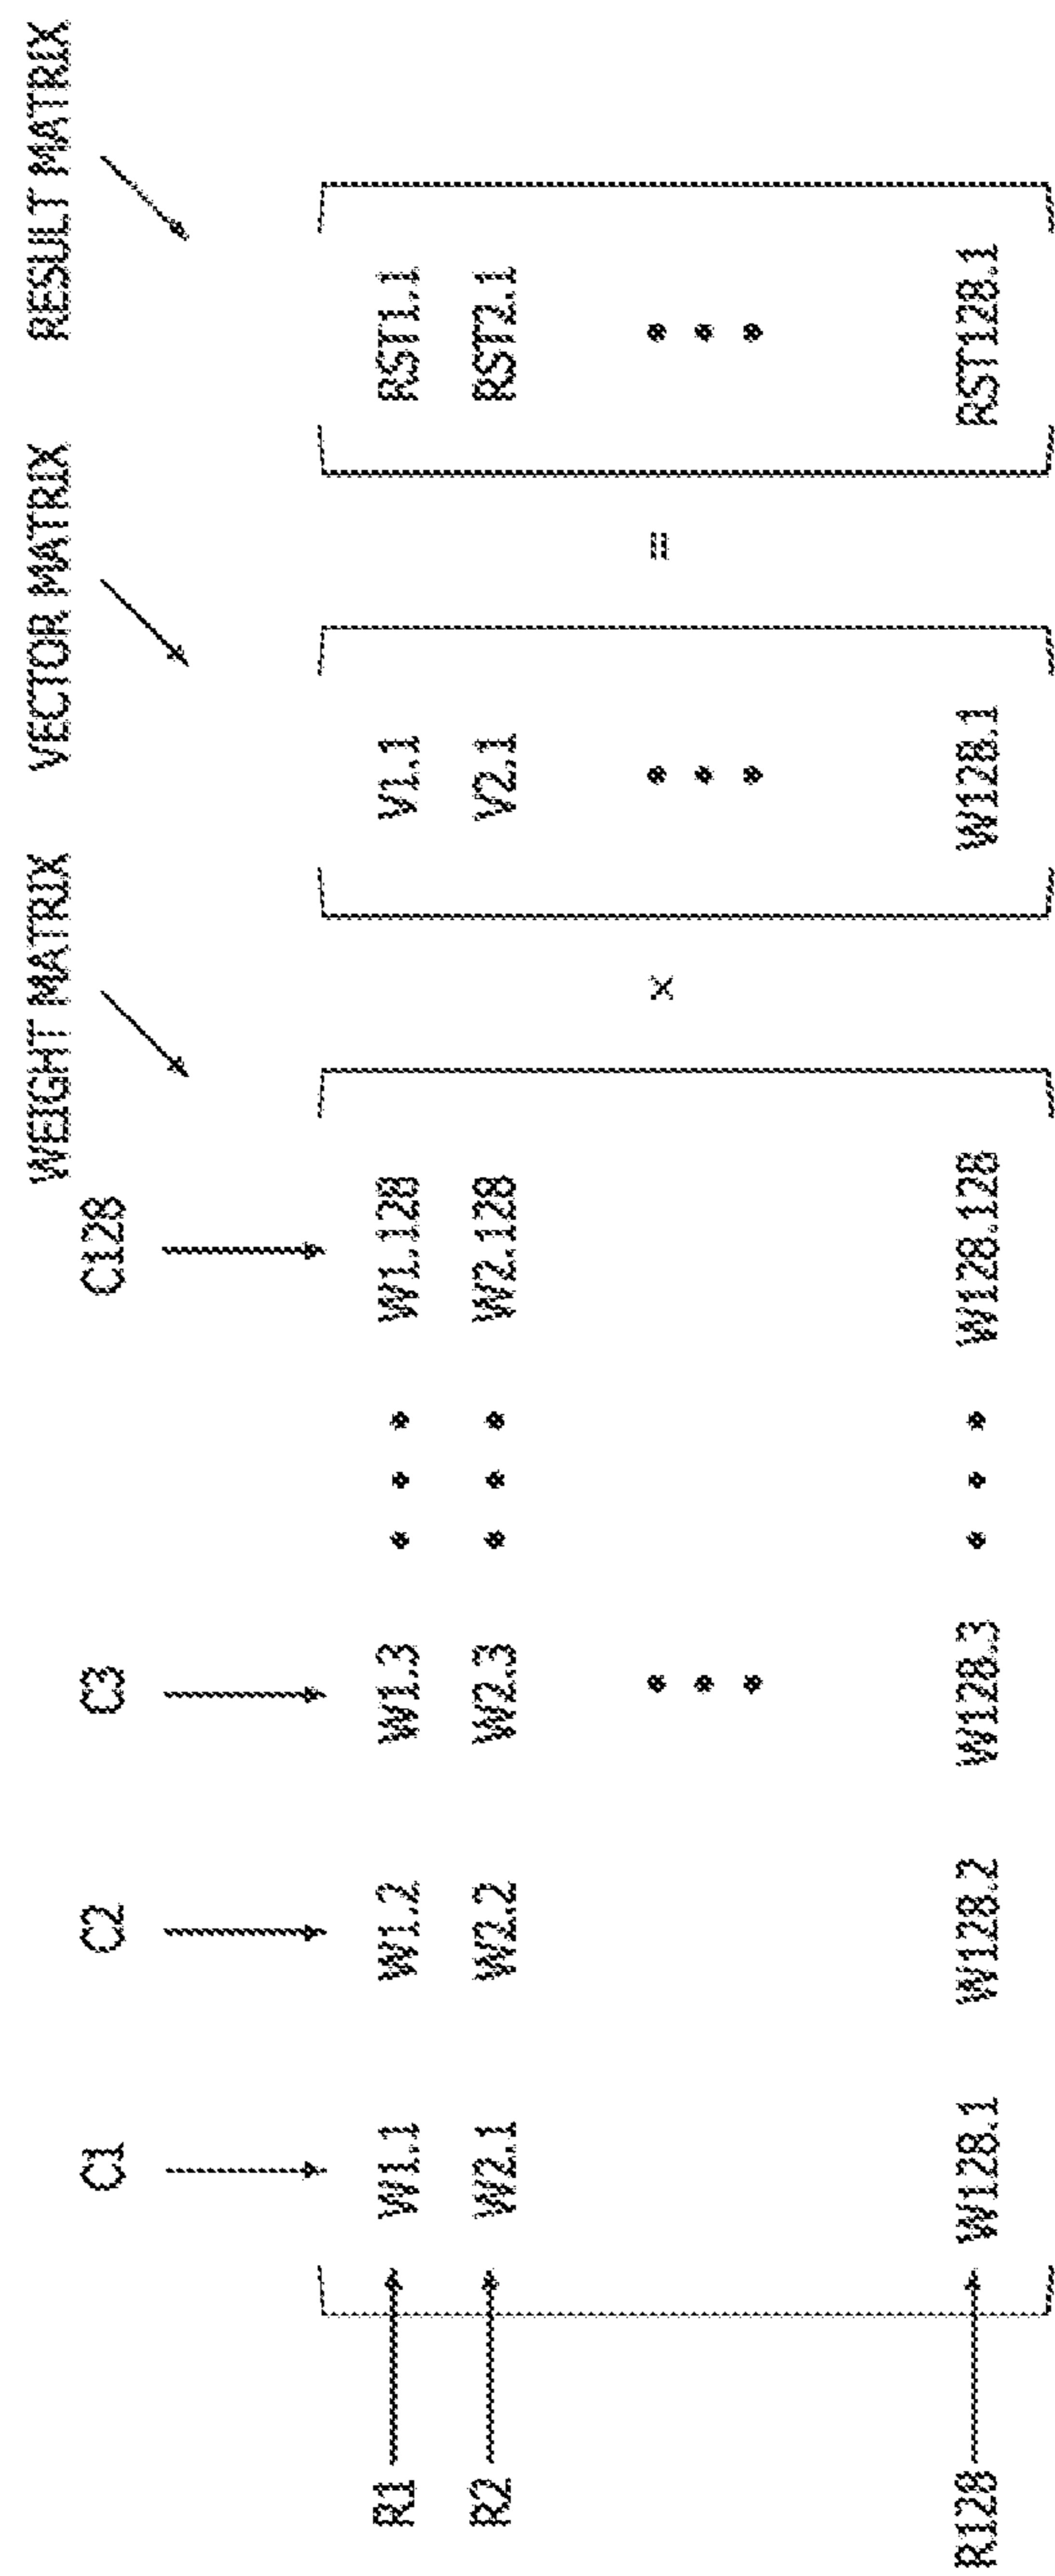 WEIGHT MATRIX VECTOR MATRIX RESULT MATRIX
C1 C2 C3 C128
R1 W1.1 W1.2 W1.3 • • • W1.128 V1.1 RST1.1
R2 W2.1 W2.2 W2.3 • • • W2.128 V2.1 RST2.1
× =
R128 W128.1 W128.2 W128.3 • • • W128.128 W128.1 RST128.1